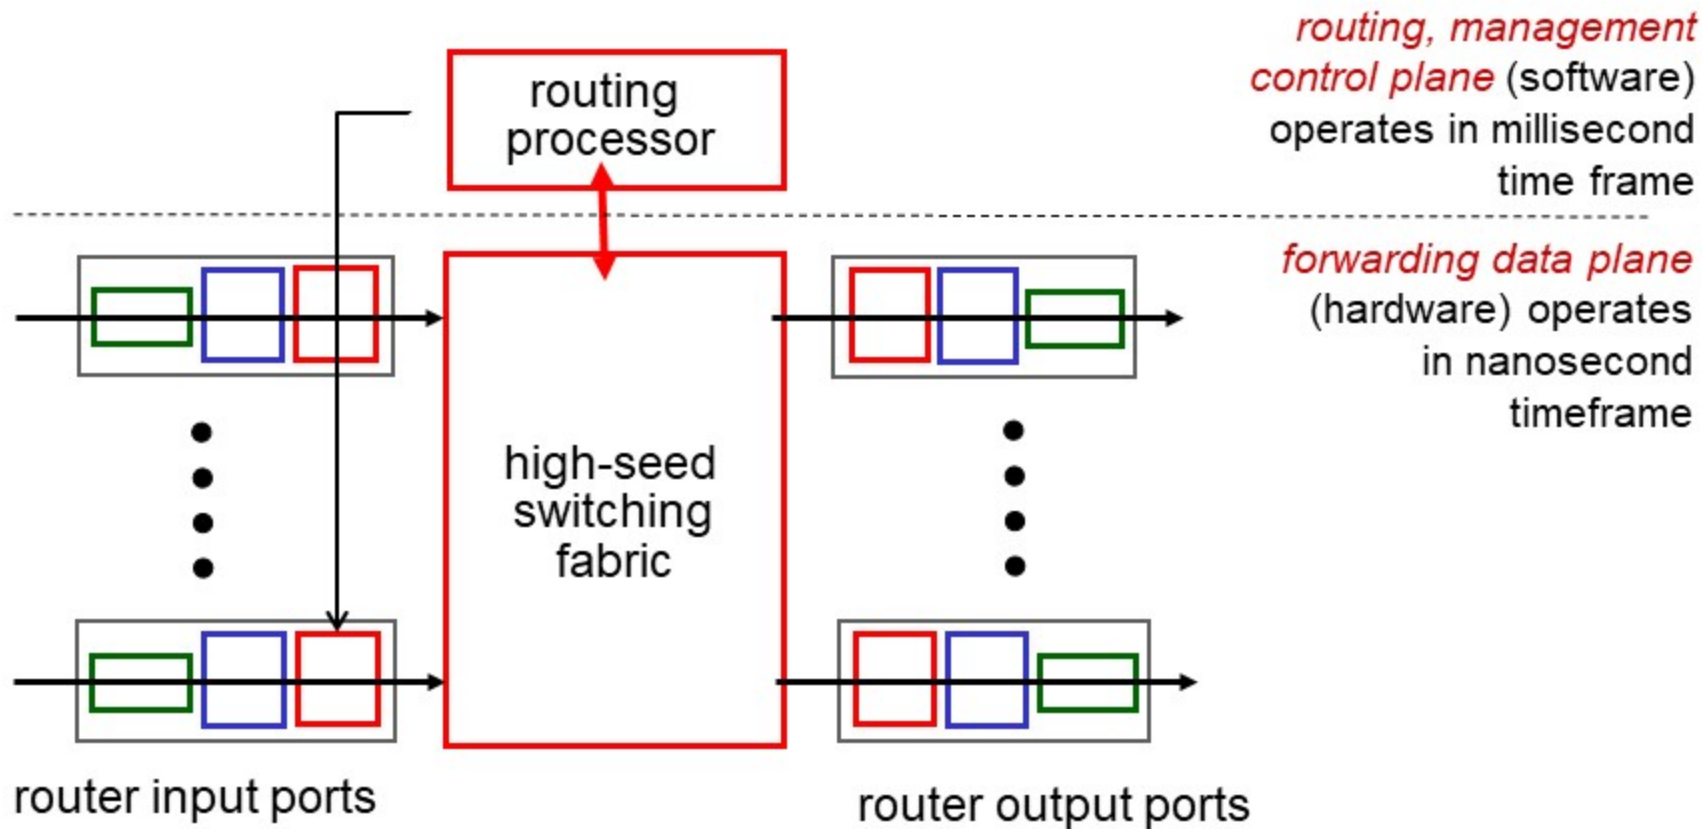 routing, management
control plane (software)
operates in millisecond
time frame
routing
processor
forwarding data plane
(hardware) operates
in nanosecond
timeframe
high-seed
switching
fabric
router input ports
router output ports